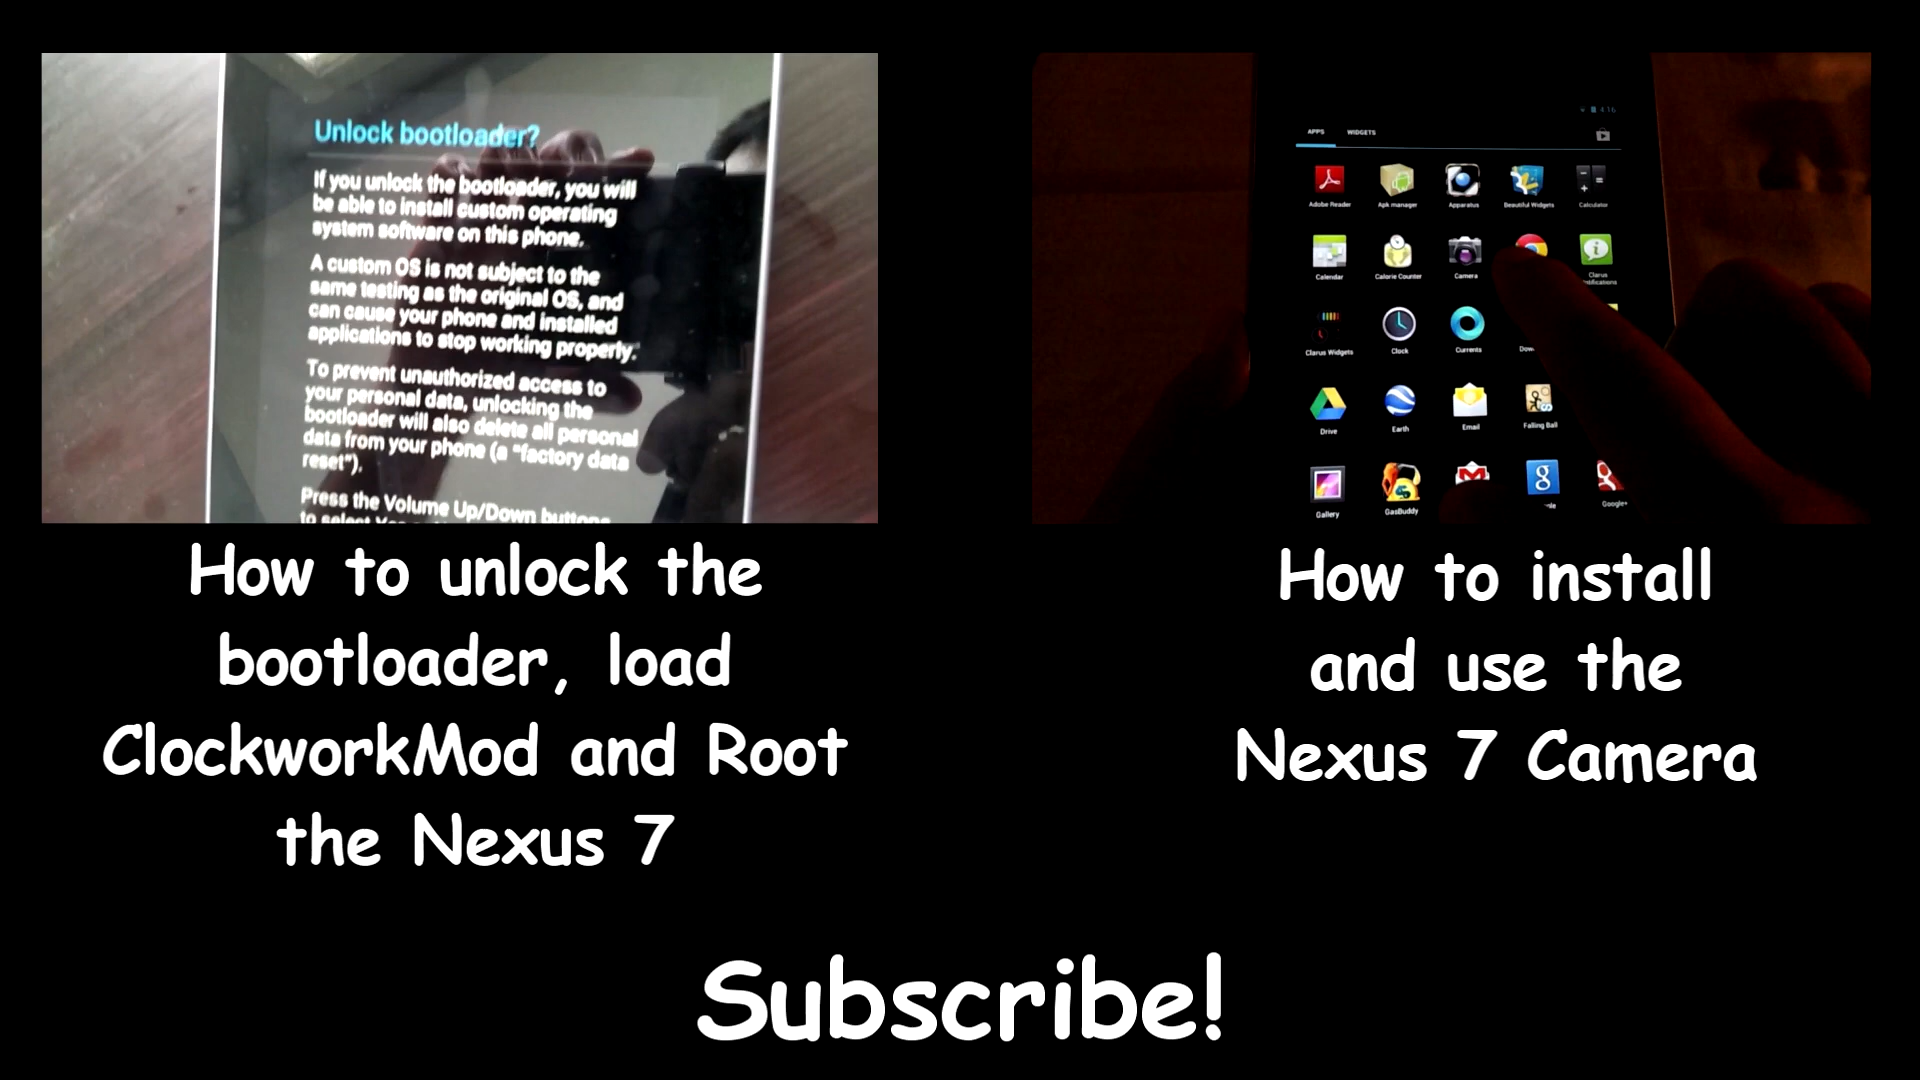 Unlock bootloader?
If you unlock the bootloader, you will
be able to install custom operating
system software on this phone.
A custom OS is not subject to the
same testing as the original OS, and
can cause your phone and installed
applications to stop working properly.
To prevent unauthorized access to
your personal data, unlocking the
bootloader will also delete all personal
data from your phone (a "factory data
reset").
Press the Volume Up/Down buttons
to select
How to unlock the
bootloader, load
ClockworkMod and Root
the Nexus 7
4:16
APPS WIDGETS
Adobe Reader Apk manager Apparatus Beautiful Widgets Calculator
Calendar Calorie Counter Camera Clarus
Clarus Widgets Clock Currents
Drive Earth Email Falling Ball
Gallery GasBuddy Google+
How to install
and use the
Nexus 7 Camera
Subscribe!